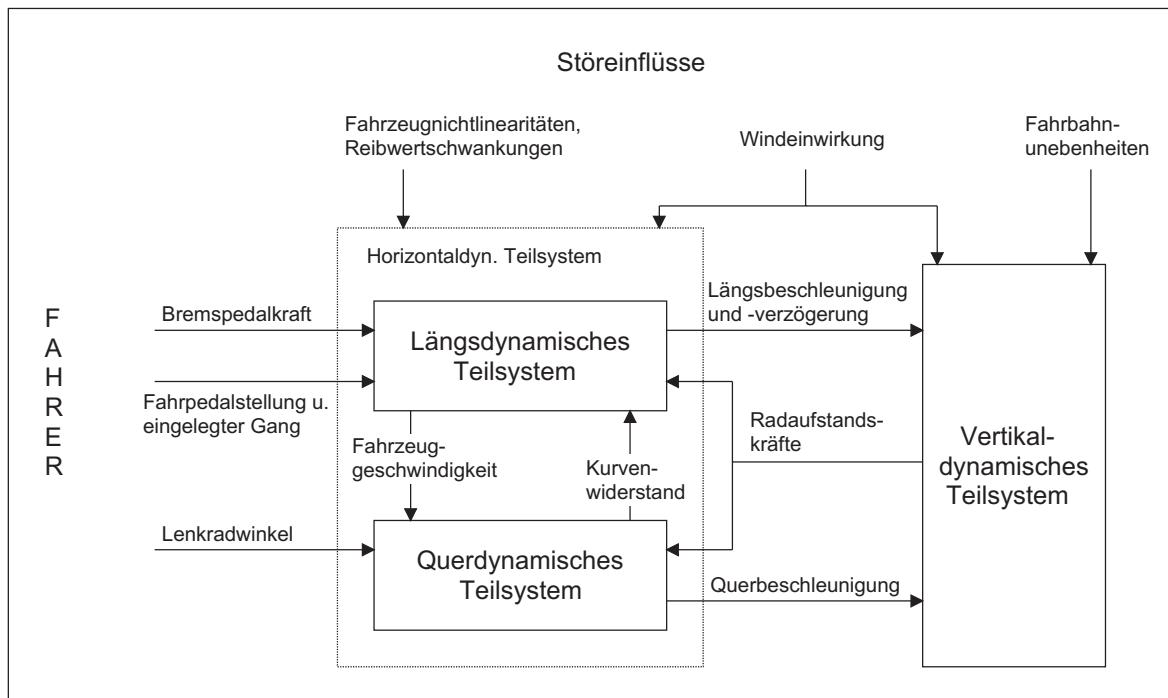 Störeinflüsse
Fahrzeugnichtlinearitäten,
Reibwertschwankungen
Windeinwirkung
Fahrbahn-
unebenheiten
Horizontaldyn. Teilsystem
F
A
H
R
E
R
Bremspedalkraft
Fahrpedalstellung u.
eingelegter Gang
Lenkradwinkel
Längsdynamisches
Teilsystem
Fahrzeug-
geschwindigkeit
Kurven-
widerstand
Querdynamisches
Teilsystem
Längsbeschleunigung
und -verzögerung
Radaufstands-
kräfte
Querbeschleunigung
Vertikal-
dynamisches
Teilsystem